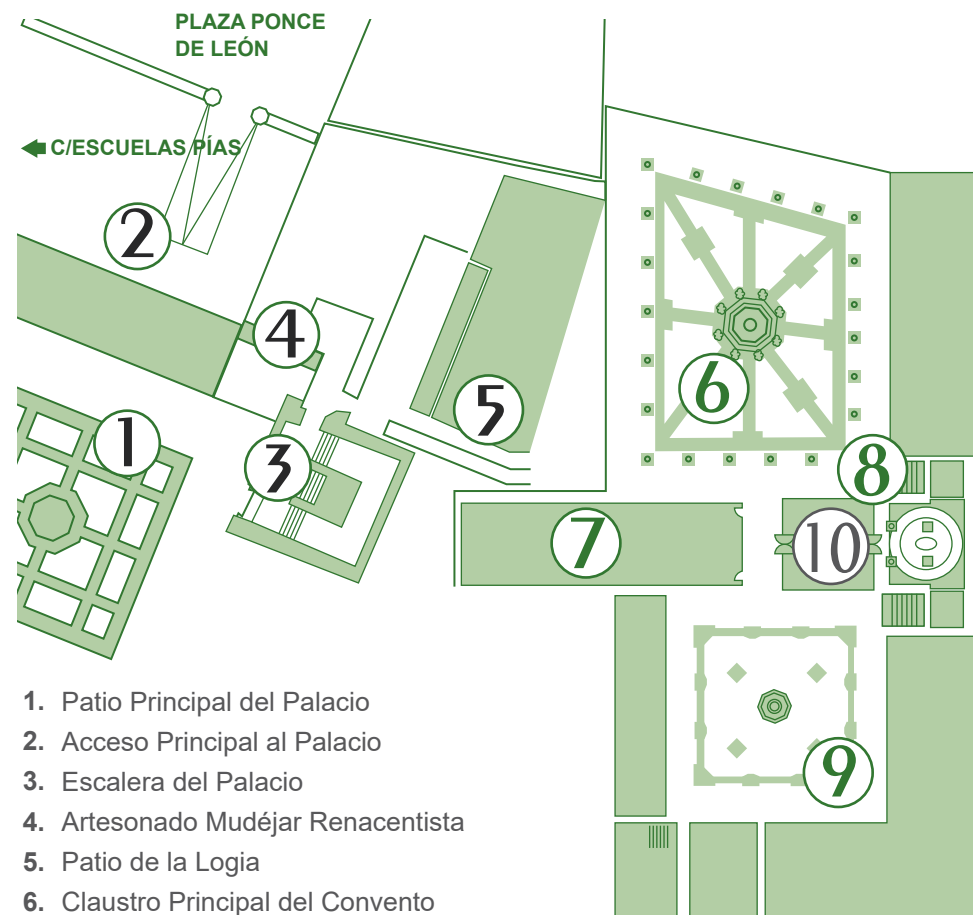 PLAZA PONCE
DE LEÓN
C/ESCUELAS PÍAS
2
4
5
6
1
3
8
7
10
9
1. Patio Principal del Palacio
2. Acceso Principal al Palacio
3. Escalera del Palacio
4. Artesonado Mudéjar Renacentista
5. Patio de la Logia
6. Claustro Principal del Convento